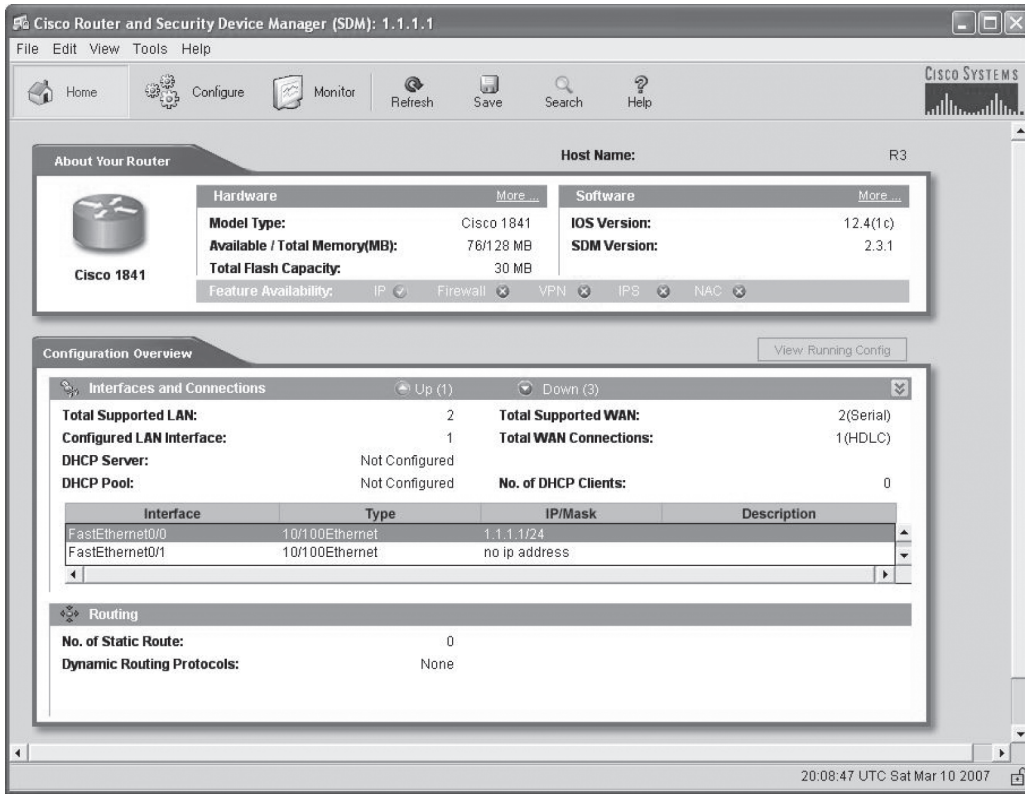 Cisco Router and Security Device Manager (SDM): 1.1.1.1
File Edit View Tools Help
Home Configure Monitor Refresh Save Search Help
CISCO SYSTEMS
About Your Router
Host Name: R3
Hardware More ... Software More ...
Model Type: Cisco 1841 IOS Version: 12.4(1c)
Available / Total Memory(MB): 76/128 MB SDM Version: 2.3.1
Total Flash Capacity: 30 MB
Cisco 1841
Feature Availability: IP Firewall VPN IPS NAC
Configuration Overview
View Running Config
Interfaces and Connections Up (1) Down (3)
Total Supported LAN: 2 Total Supported WAN: 2(Serial)
Configured LAN Interface: 1 Total WAN Connections: 1(HDLC)
DHCP Server: Not Configured
DHCP Pool: Not Configured No. of DHCP Clients: 0
Interface Type IP/Mask Description
FastEthernet0/0 10/100Ethernet 1.1.1.1/24
FastEthernet0/1 10/100Ethernet no ip address
Routing
No. of Static Route: 0
Dynamic Routing Protocols: None
20:08:47 UTC Sat Mar 10 2007